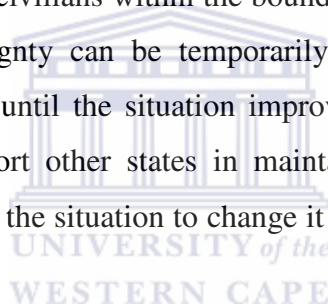 civilians within the bound
gnty can be temporarily
until the situation improv
ort other states in mainta
the situation to change it
UNIVERSITY of the
WESTERN CAPE